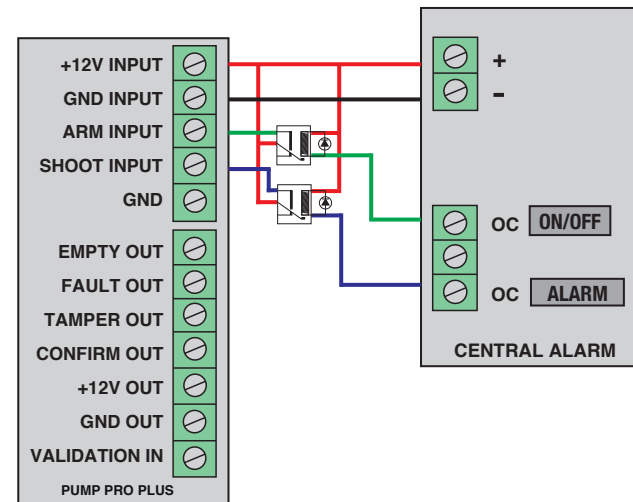 +12V INPUT
GND INPUT
ARM INPUT
SHOOT INPUT
GND
EMPTY OUT
FAULT OUT
TAMPER OUT
CONFIRM OUT
+12V OUT
GND OUT
VALIDATION IN
PUMP PRO PLUS
+
-
OC ON/OFF
OC ALARM
CENTRAL ALARM